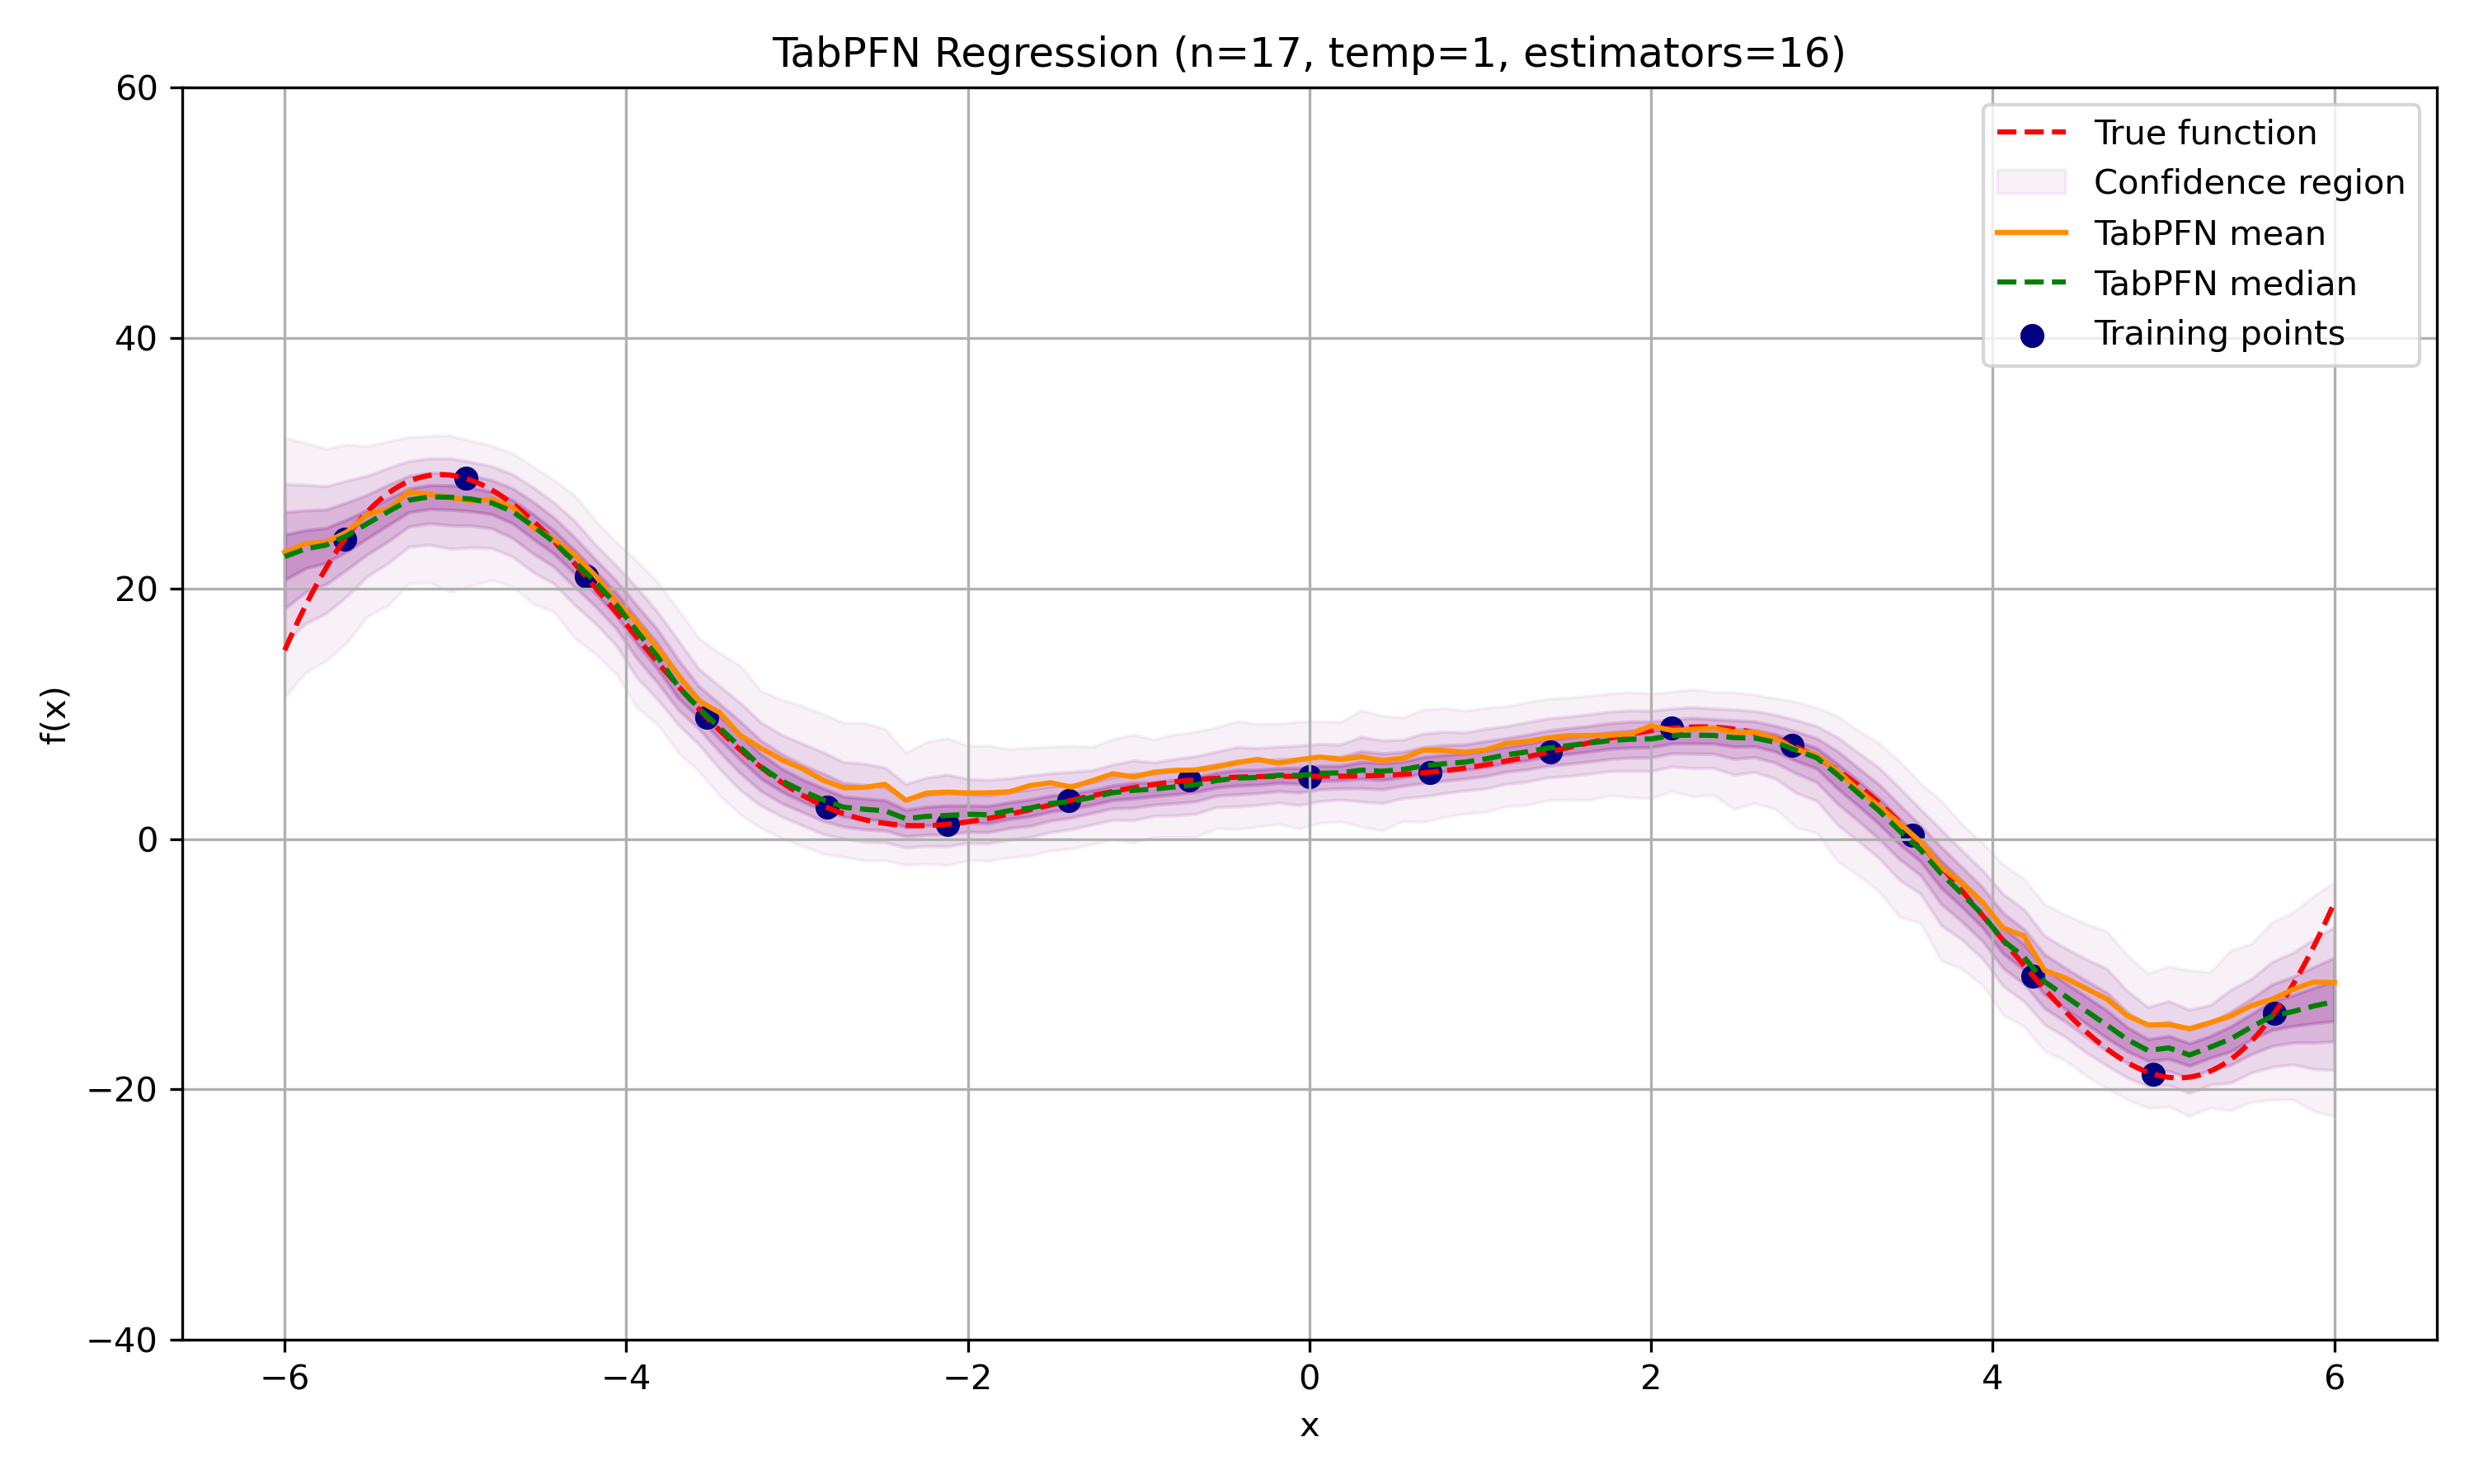 TabPFN Regression (n=17, temp=1, estimators=16)
60
40
20
0
−20
−40
f(x)
True function
Confidence region
TabPFN mean
TabPFN median
Training points
−6
−4
−2
0
2
4
6
x